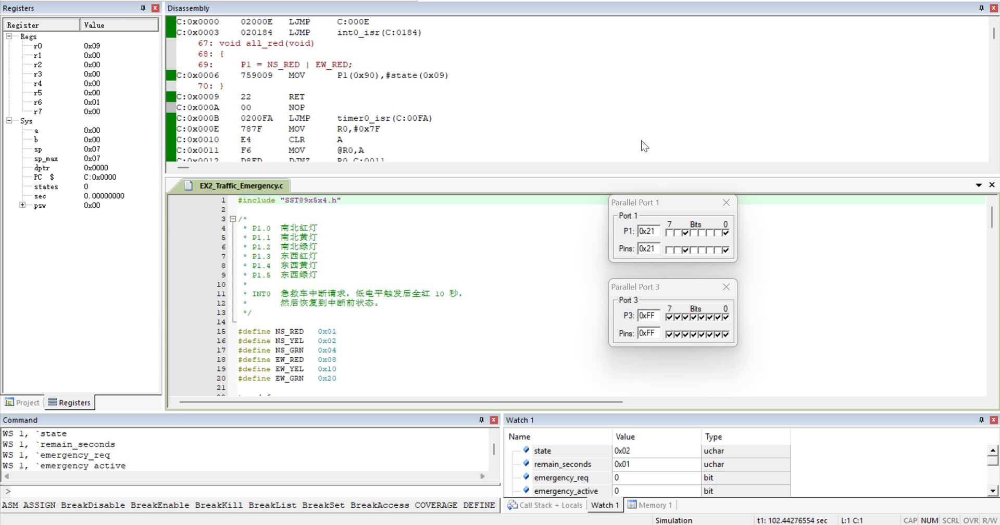 Registers
Register Value
Regs
r0 0x09
r1 0x00
r2 0x00
r3 0x00
r4 0x00
r5 0x00
r6 0x01
r7 0x00
Sys
a 0x00
b 0x00
sp 0x07
sp_max 0x07
dptr 0x0000
PC $ C:0x0000
states 0
sec 0.00000000
psw 0x00
Project Registers
Disassembly
C:0x0000 02000E LJMP C:000E
C:0x0003 020184 LJMP int0_isr(C:0184)
67: void all_red(void)
68: {
69: P1 = NS_RED | EW_RED;
C:0x0006 759009 MOV P1(0x90),#state(0x09)
70: }
C:0x0009 22 RET
C:0x000A 00 NOP
C:0x000B 0200FA LJMP timer0_isr(C:00FA)
C:0x000E 787F MOV R0,#0x7F
C:0x0010 E4 CLR A
C:0x0011 F6 MOV @R0,A
C:0x0012 D8FD DJNZ R0,C:0011
EX2_Traffic_Emergency.c
1 #include "SST89x5x4.h"
2
3 /*
4 * P1.0 南北红灯
5 * P1.1 南北黄灯
6 * P1.2 南北绿灯
7 * P1.3 东西红灯
8 * P1.4 东西黄灯
9 * P1.5 东西绿灯
10 *
11 * INT0 急救车中断请求，低电平触发后全红 10 秒，
12 * 然后恢复到中断前状态。
13 */
14
15 #define NS_RED 0x01
16 #define NS_YEL 0x02
17 #define NS_GRN 0x04
18 #define EW_RED 0x08
19 #define EW_YEL 0x10
20 #define EW_GRN 0x20
21
Parallel Port 1
Port 1
7 Bits 0
P1: 0x21
Pins: 0x21
Parallel Port 3
Port 3
7 Bits 0
P3: 0xFF
Pins: 0xFF
Command
WS 1, `state
WS 1, `remain_seconds
WS 1, `emergency_req
WS 1, `emergency_active
>
ASM ASSIGN BreakDisable BreakEnable BreakKill BreakList BreakSet BreakAccess COVERAGE DEFINE
Watch 1
Name Value Type
state 0x02 uchar
remain_seconds 0x01 uchar
emergency_req 0 bit
emergency_active 0 bit
Call Stack + Locals Watch 1 Memory 1
Simulation t1: 102.44276554 sec L:1 C:1 CAP NUM SCRL OVR R/W